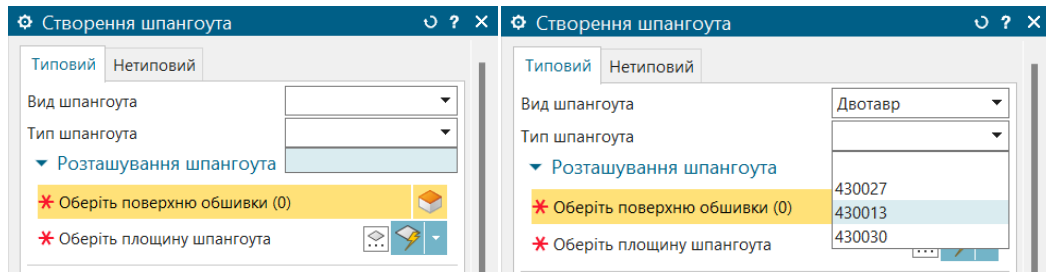 Створення шпангоута
Типовий Нетиповий
Вид шпангоута
Тип шпангоута
Розташування шпангоута
Оберіть поверхню обшивки (0)
Оберіть площину шпангоута
Створення шпангоута
Типовий Нетиповий
Вид шпангоута Двотавр
Тип шпангоута
Розташування шпангоута
430027
Оберіть поверхню обшивки (0) 430013
430030
Оберіть площину шпангоута